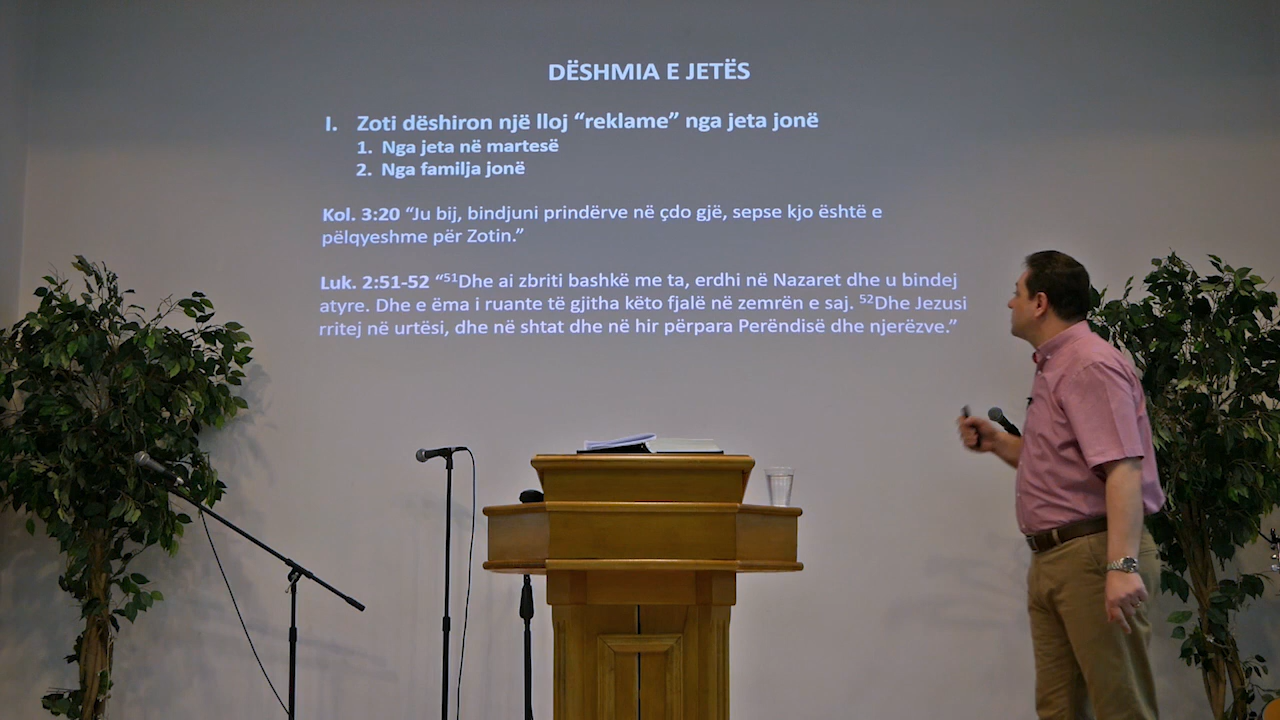 DËSHMIA E JETËS
I. Zoti dëshiron një lloj “reklame” nga jeta jonë
1. Nga jeta në martesë
2. Nga familja jonë
Kol. 3:20 “Ju bij, bindjuni prindërve në çdo gjë, sepse kjo është e
pëlqyeshme për Zotin.”
Luk. 2:51-52 “⁵¹Dhe ai zbriti bashkë me ta, erdhi në Nazaret dhe u bindej
atyre. Dhe e ëma i ruante të gjitha këto fjalë në zemrën e saj. ⁵²Dhe Jezusi
rritej në urtësi, dhe në shtat dhe në hir përpara Perëndisë dhe njerëzve.”